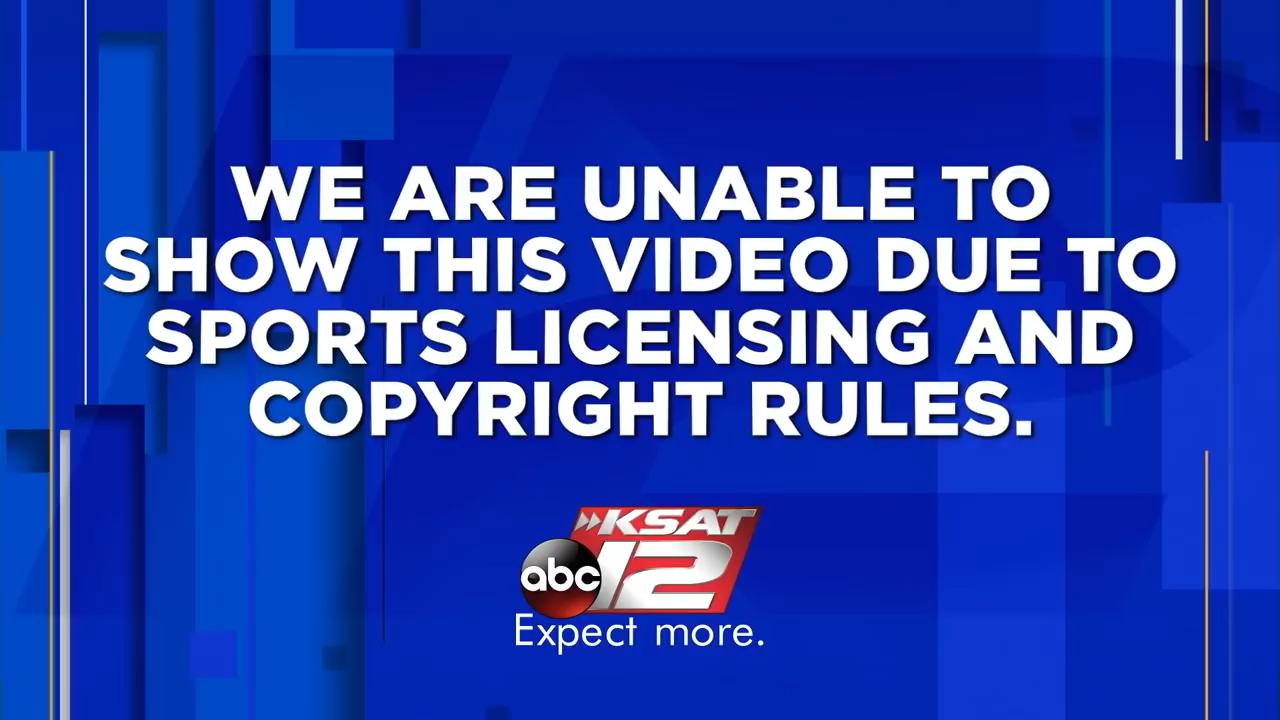 WE ARE UNABLE TO
SHOW THIS VIDEO DUE TO
SPORTS LICENSING AND
COPYRIGHT RULES.
KSAT
abc 12
Expect more.